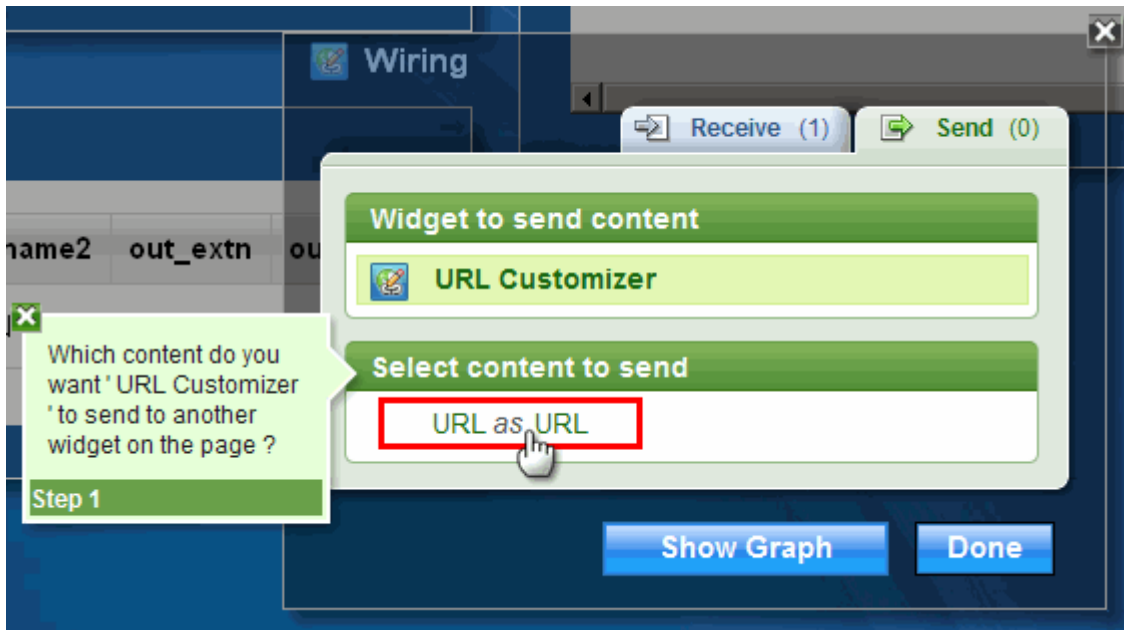 Wiring
Receive (1)
Send (0)
Widget to send content
name2 out_extn ou
URL Customizer
Which content do you
want ' URL Customizer
' to send to another
widget on the page ?
Step 1
Select content to send
URL as URL
Show Graph
Done